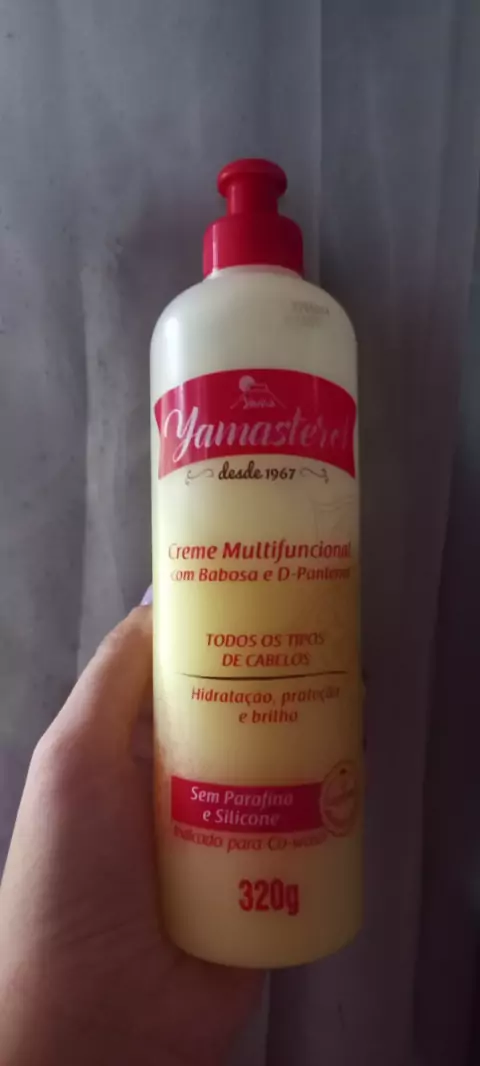 Yama
Yamasterol
desde 1967
Creme Multifuncional
com Babosa e D-Pantenol
TODOS OS TIPOS
DE CABELOS
Hidratação, proteção
e brilho
Sem Parafina
e Silicone
Indicado para Co-wash
320g